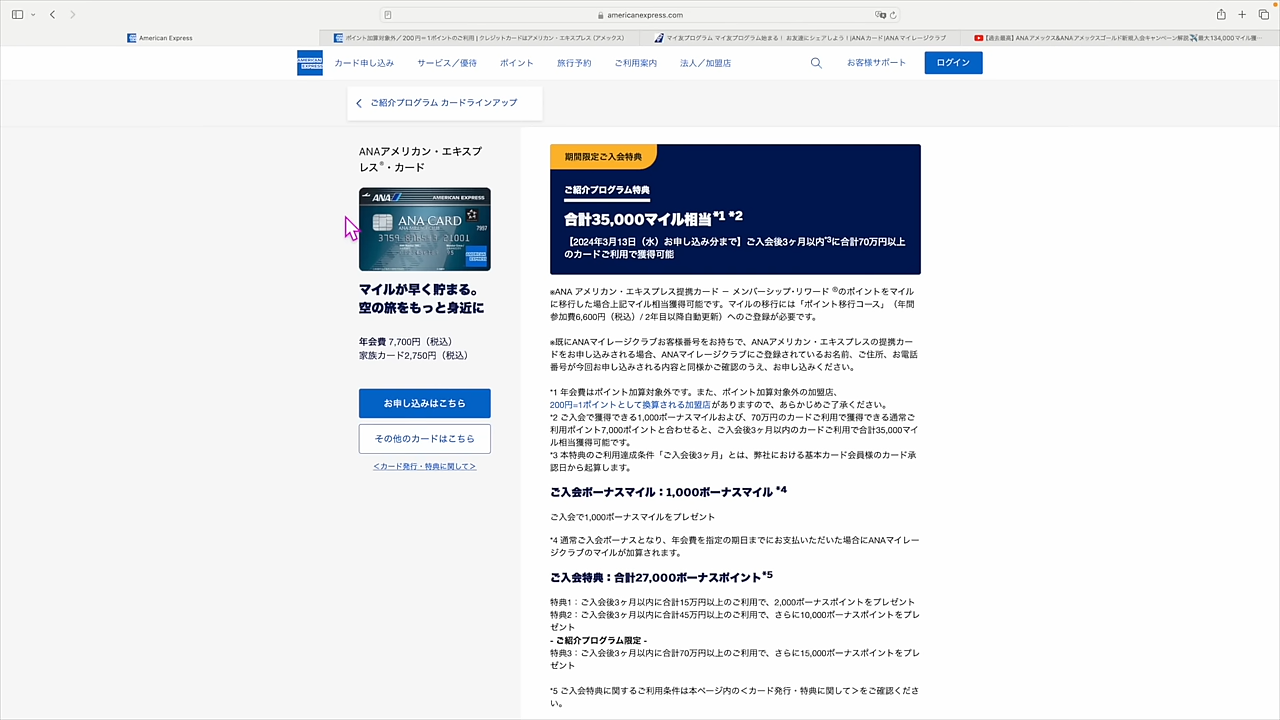 americanexpress.com
American Express
ポイント加算対象外／200円＝1ポイントのご利用 | クレジットカードはアメリカン・エキスプレス (アメックス)
マイ友プログラム マイ友プログラム始まる！ お友達にシェアしよう！|ANAカード|ANAマイレージクラブ
【過去最高】ANAアメックス&ANAアメックスゴールド新規入会キャンペーン解説✈️最大134,000マイル獲…
AMERICAN EXPRESS
カード申し込み
サービス／優待
ポイント
旅行予約
ご利用案内
法人／加盟店
お客様サポート
ログイン
ご紹介プログラム カードラインアップ
ANAアメリカン・エキスプ
レス®・カード
ANA AMERICAN EXPRESS
ANA CARD
ANA MILEAGE CLUB
7997
21001
95
マイルが早く貯まる。
空の旅をもっと身近に
年会費 7,700円（税込）
家族カード2,750円（税込）
お申し込みはこちら
その他のカードはこちら
＜カード発行・特典に関して＞
期間限定ご入会特典
ご紹介プログラム特典
合計35,000マイル相当*1 *2
【2024年3月13日（水）お申し込み分まで】ご入会後3ヶ月以内*3に合計70万円以上
のカードご利用で獲得可能
※ANA アメリカン・エキスプレス提携カード － メンバーシップ・リワード ®のポイントをマイル
に移行した場合上記マイル相当獲得可能です。マイルの移行には「ポイント移行コース」（年間
参加費6,600円（税込）/ 2年目以降自動更新）へのご登録が必要です。
※既にANAマイレージクラブお客様番号をお持ちで、ANAアメリカン・エキスプレスの提携カー
ドをお申し込みされる場合、ANAマイレージクラブにご登録されているお名前、ご住所、お電話
番号が今回お申し込みされる内容と同様かご確認のうえ、お申し込みください。
*1 年会費はポイント加算対象外です。また、ポイント加算対象外の加盟店、
200円=1ポイントとして換算される加盟店がありますので、あらかじめご了承ください。
*2 ご入会で獲得できる1,000ボーナスマイルおよび、70万円のカードご利用で獲得できる通常ご
利用ポイント7,000ポイントと合わせると、ご入会後3ヶ月以内のカードご利用で合計35,000マイ
ル相当獲得可能です。
*3 本特典のご利用達成条件「ご入会後3ヶ月」とは、弊社における基本カード会員様のカード承
認日から起算します。
ご入会ボーナスマイル：1,000ボーナスマイル *4
ご入会で1,000ボーナスマイルをプレゼント
*4 通常ご入会ボーナスとなり、年会費を指定の期日までにお支払いただいた場合にANAマイレー
ジクラブのマイルが加算されます。
ご入会特典：合計27,000ボーナスポイント*5
特典1：ご入会後3ヶ月以内に合計15万円以上のご利用で、2,000ボーナスポイントをプレゼント
特典2：ご入会後3ヶ月以内に合計45万円以上のご利用で、さらに10,000ボーナスポイントをプレ
ゼント
- ご紹介プログラム限定 -
特典3：ご入会後3ヶ月以内に合計70万円以上のご利用で、さらに15,000ボーナスポイントをプレ
ゼント
*5 ご入会特典に関するご利用条件は本ページ内の＜カード発行・特典に関して＞をご確認くださ
い。